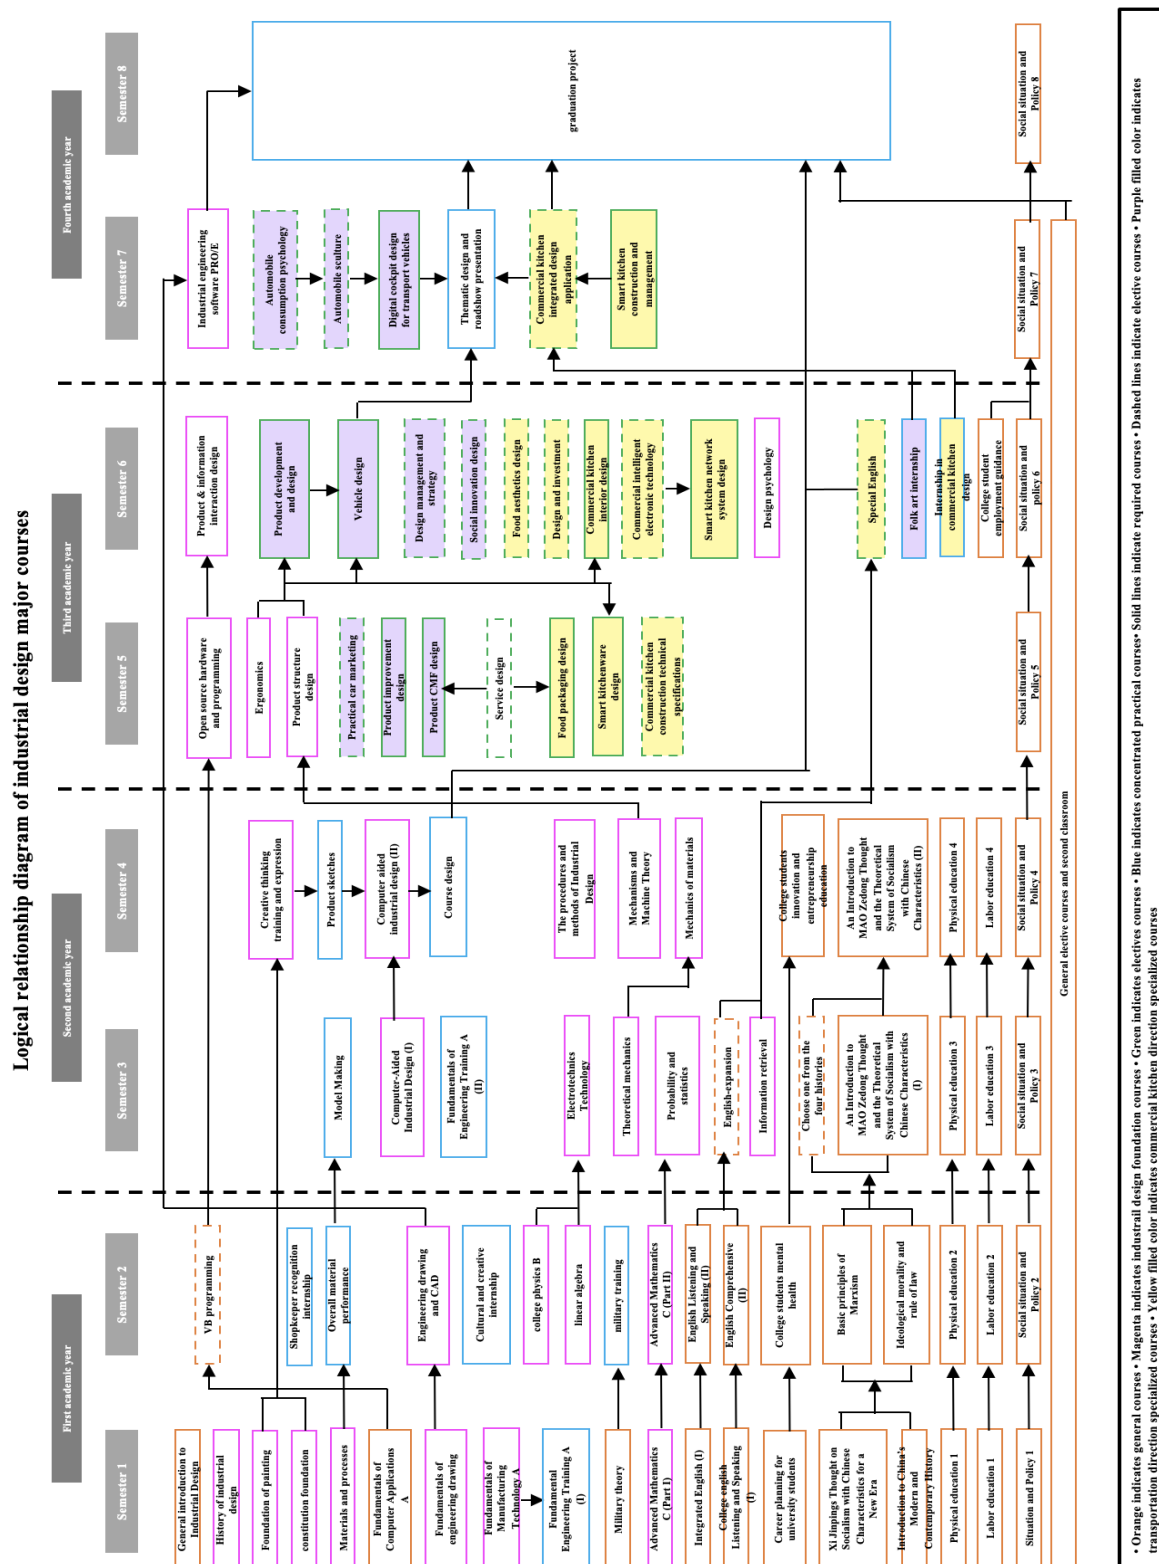 Logical relationship diagram of industrial design major courses
First academic year
Second academic year
Third academic year
Fourth academic year
Semester 1
Semester 2
Semester 3
Semester 4
Semester 5
Semester 6
Semester 7
Semester 8
General introduction to
Industrial Design
History of industrial
design
Foundation of painting
constitution foundation
Materials and processes
Fundamentals of
Computer Applications
A
Fundamentals of
engineering drawing
Fundamentals of
Manufacturing
Technology A
Fundamental
Engineering Training A
(I)
Military theory
Advanced Mathematics
C (Part I)
Integrated English (I)
College english
Listening and Speaking
(I)
Career planning for
university students
Xi Jinpings Thought on
Socialism with Chinese
Characteristics for a
New Era
Introduction to China's
Modern and
Contemporary History
Physical education 1
Labor education 1
Situation and Policy 1
VB programming
Shopkeeper recognition
internship
Overall material
performance
Engineering drawing
and CAD
Cultural and creative
internship
college physics B
linear algebra
military training
Advanced Mathematics
C (Part II)
English Listening and
Speaking (II)
English Comprehensive
(II)
College students mental
health
Basic principles of
Marxism
Ideological morality and
rule of law
Physical education 2
Labor education 2
Social situation and
Policy 2
Model Making
Computer-Aided
Industrial Design (I)
Fundamentals of
Engineering Training A
(II)
Electrotechnics
Technology
Theoretical mechanics
Probability and
statistics
English-expansion
Information retrieval
Choose one from the
four histories
An Introduction to
MAO Zedong Thought
and the Theoretical
System of Socialism with
Chinese Characteristics
(I)
Physical education 3
Labor education 3
Social situation and
Policy 3
Creative thinking
training and expression
Product sketches
Computer aided
industrial design (II)
Course design
The procedures and
methods of Industrial
Design
Mechanisms and
Machine Theory
Mechanics of materials
College students
innovation and
entrepreneurship
education
An Introduction to
MAO Zedong Thought
and the Theoretical
System of Socialism
with Chinese
Characteristics (II)
Physical education 4
Labor education 4
Social situation and
Policy 4
Open source hardware
and programming
Ergonomics
Product structure
design
Practical car marketing
Product improvement
design
Product CMF design
Service design
Food packaging design
Smart kitchenware
design
Commercial kitchen
construction technical
specifications
Social situation and
Policy 5
Product & information
interaction design
Product development
and design
Vehicle design
Design management and
strategy
Social innovation design
Food aesthetics design
Design and investment
Commercial kitchen
interior design
Commercial intelligent
electronic technology
Smart kitchen network
system design
Design psychology
Special English
Folk art internship
Internship in
commercial kitchen
design
College student
employment guidance
Social situation and
policy 6
Industrial engineering
software PRO/E
Automobile
consumption psychology
Automobile sculture
Digital cockpit design
for transport vehicles
Thematic design and
roadshow presentation
Commercial kitchen
integrated design
application
Smart kitchen
construction and
management
Social situation and
Policy 7
graduation project
Social situation and
Policy 8
General elective courses and second classroom
• Orange indicates general courses • Magenta indicates industrail design foundation courses • Green indicates electives courses • Blue indicates concentrated practical courses• Solid lines indicate required courses • Dashed lines indicate elective courses • Purple filled color indicates
transportation direction specialized courses • Yellow filled color indicates commercial kitchen direction specialized courses